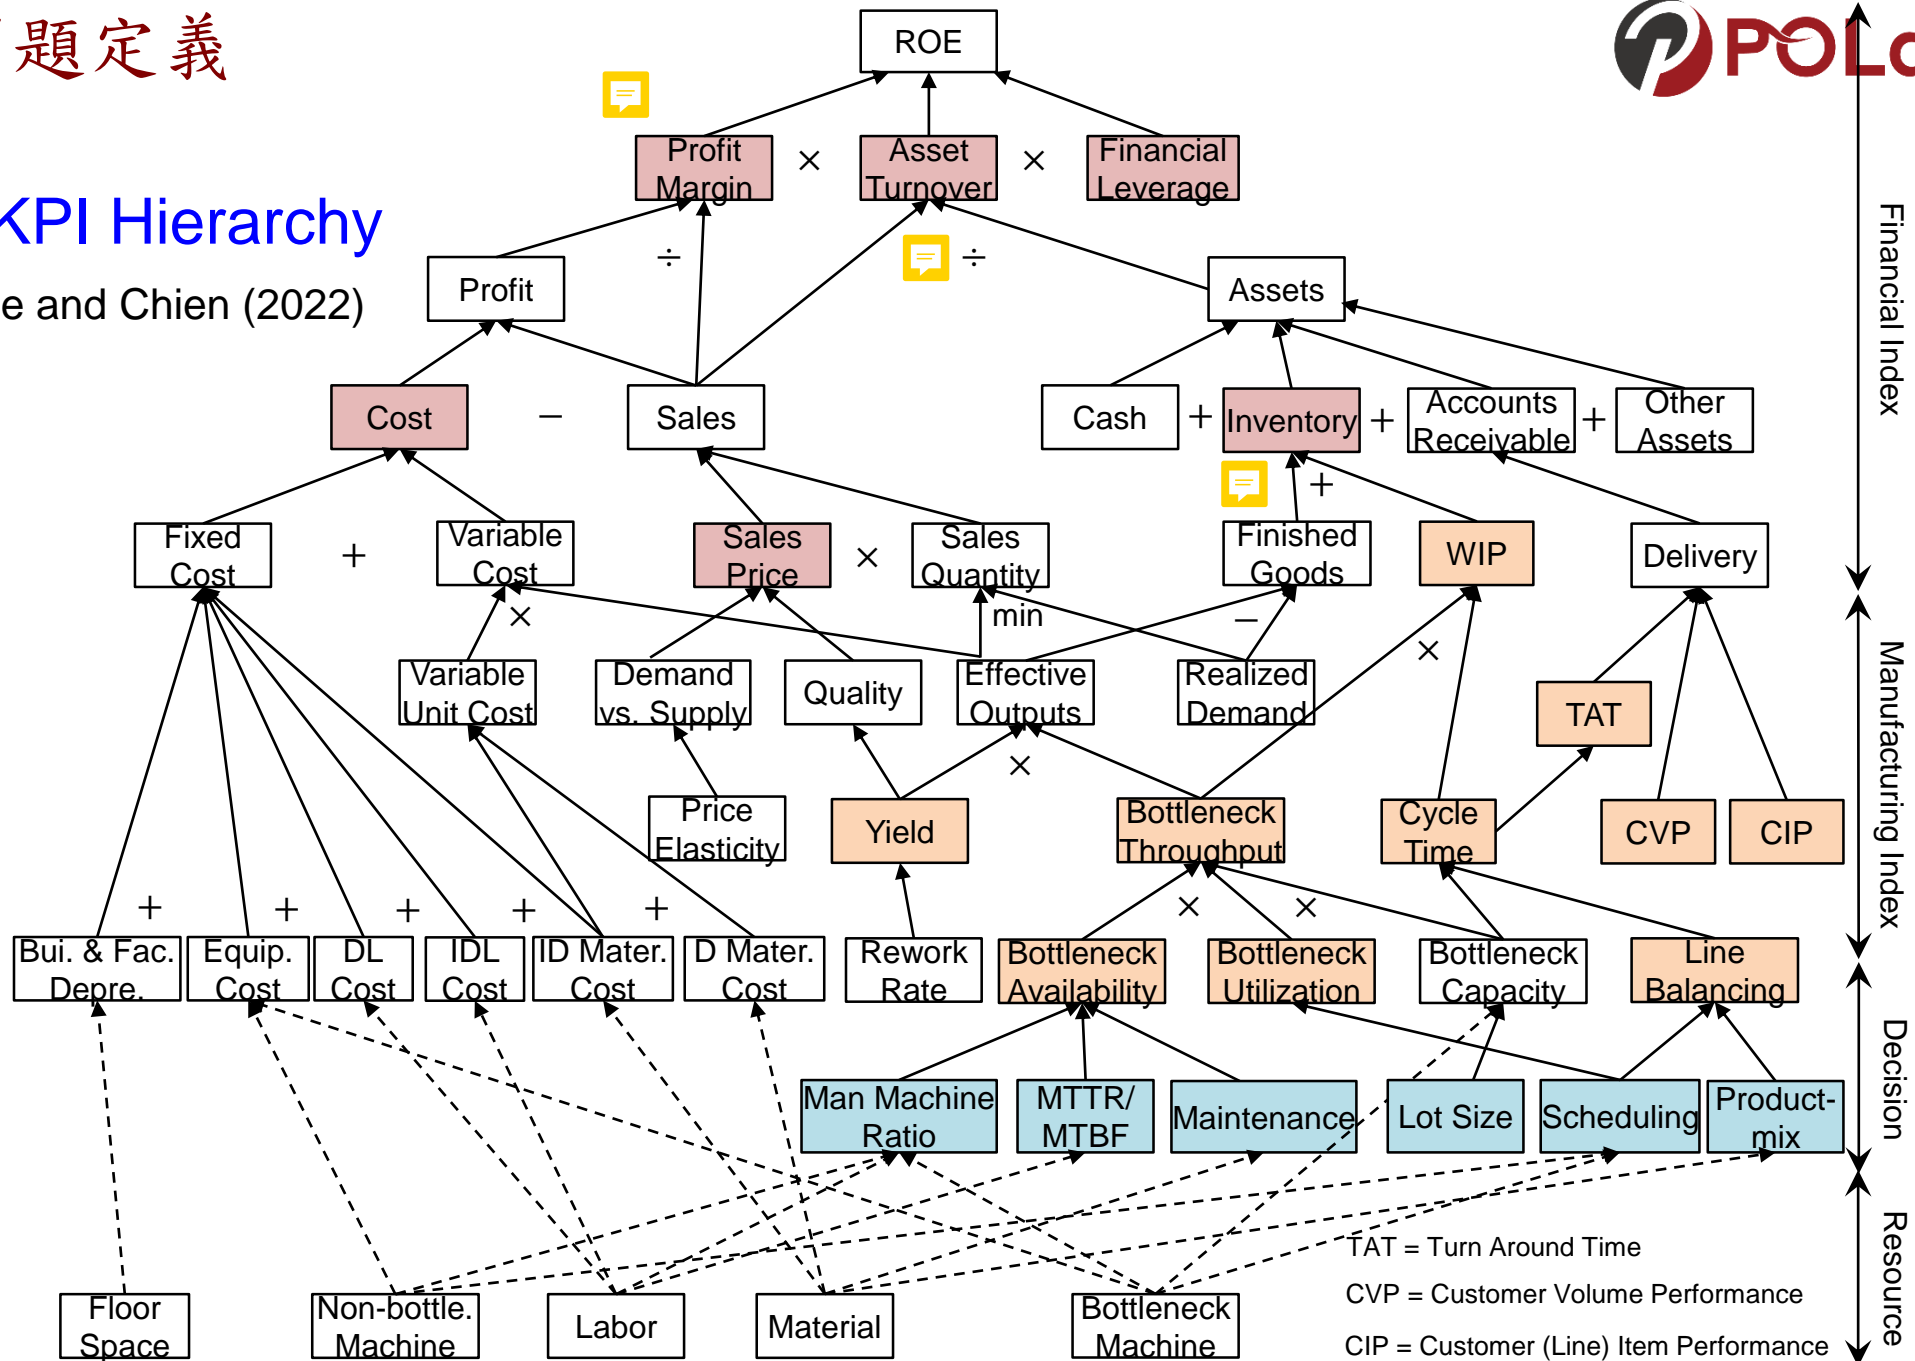 題定義
POL
ROE
Profit
Margin
×
Asset
Turnover
×
Financial
Leverage
KPI Hierarchy
e and Chien (2022)
÷
÷
Profit
Assets
Cost
−
Sales
Cash
+
Inventory
+
Accounts
Receivable
+
Other
Assets
+
Fixed
Cost
+
Variable
Cost
Sales
Price
×
Sales
Quantity
Finished
Goods
WIP
Delivery
×
min
−
×
Variable
Unit Cost
Demand
vs. Supply
Quality
Effective
Outputs
Realized
Demand
TAT
×
Price
Elasticity
Yield
Bottleneck
Throughput
Cycle
Time
CVP
CIP
+
+
+
+
+
×
×
Bui. & Fac.
Depre.
Equip.
Cost
DL
Cost
IDL
Cost
ID Mater.
Cost
D Mater.
Cost
Rework
Rate
Bottleneck
Availability
Bottleneck
Utilization
Bottleneck
Capacity
Line
Balancing
Man Machine
Ratio
MTTR/
MTBF
Maintenance
Lot Size
Scheduling
Product-
mix
Floor
Space
Non-bottle.
Machine
Labor
Material
Bottleneck
Machine
TAT = Turn Around Time
CVP = Customer Volume Performance
CIP = Customer (Line) Item Performance
Financial Index
Manufacturing Index
Decision
Resource